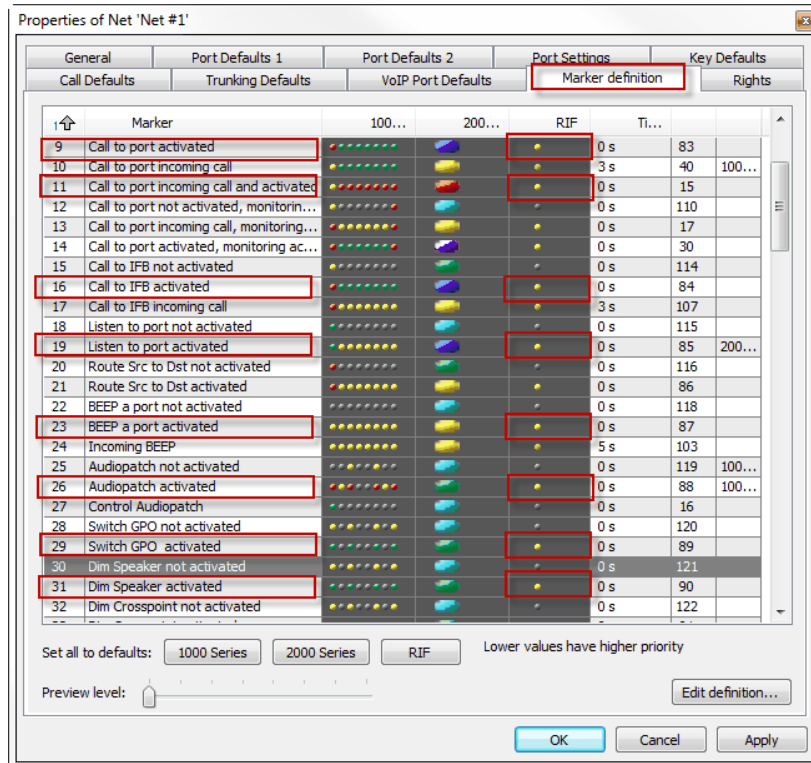 Properties of Net 'Net #1'
General Port Defaults 1 Port Defaults 2 Port Settings Key Defaults
Call Defaults Trunking Defaults VoIP Port Defaults Marker definition Rights
1 Marker 100... 200... RIF Ti...
9 Call to port activated 0 s 83
10 Call to port incoming call 3 s 40 100...
11 Call to port incoming call and activated 0 s 15
12 Call to port not activated, monitorin... 0 s 110
13 Call to port incoming call, monitoring... 0 s 17
14 Call to port activated, monitoring ac... 0 s 30
15 Call to IFB not activated 0 s 114
16 Call to IFB activated 0 s 84
17 Call to IFB incoming call 3 s 107
18 Listen to port not activated 0 s 115
19 Listen to port activated 0 s 85 200...
20 Route Src to Dst not activated 0 s 116
21 Route Src to Dst activated 0 s 86
22 BEEP a port not activated 0 s 118
23 BEEP a port activated 0 s 87
24 Incoming BEEP 5 s 103
25 Audiopatch not activated 0 s 119 100...
26 Audiopatch activated 0 s 88 100...
27 Control Audiopatch 0 s 16
28 Switch GPO not activated 0 s 120
29 Switch GPO activated 0 s 89
30 Dim Speaker not activated 0 s 121
31 Dim Speaker activated 0 s 90
32 Dim Crosspoint not activated 0 s 122
Set all to defaults: 1000 Series 2000 Series RIF Lower values have higher priority
Preview level: Edit definition...
OK Cancel Apply